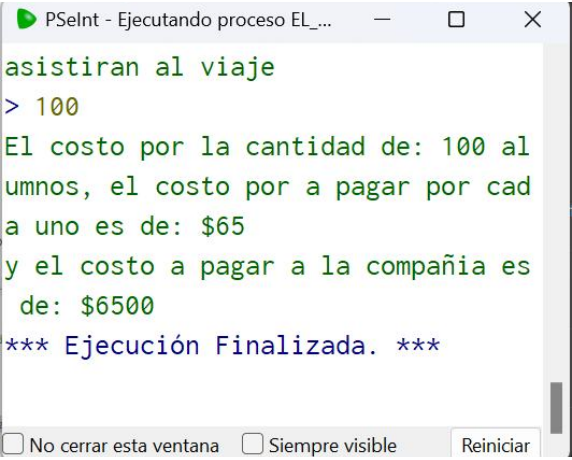 PSeInt - Ejecutando proceso EL_...
asistiran al viaje
> 100
El costo por la cantidad de: 100 al
umnos, el costo por a pagar por cad
a uno es de: $65
y el costo a pagar a la compañia es
 de: $6500
*** Ejecución Finalizada. ***
No cerrar esta ventana Siempre visible Reiniciar